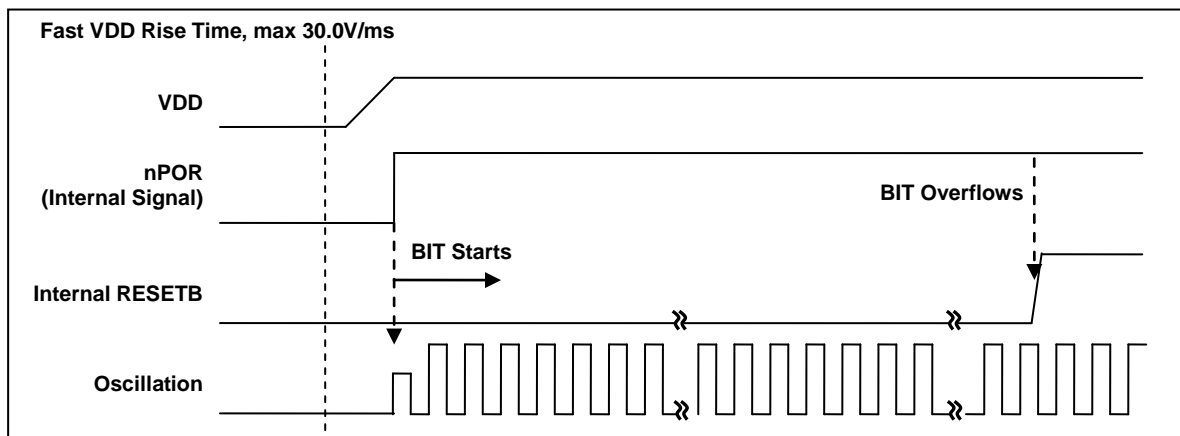 Fast VDD Rise Time, max 30.0V/ms
VDD
nPOR
(Internal Signal)
BIT Overflows
BIT Starts
Internal RESETB
Oscillation